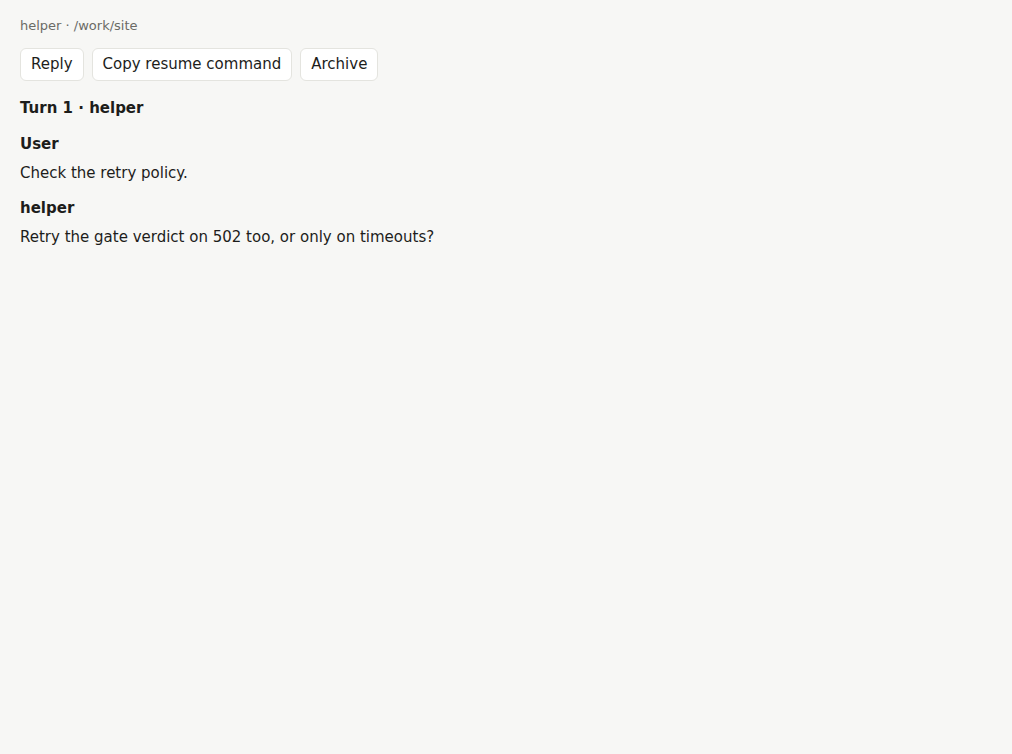 helper · /work/site
Reply Copy resume command Archive
Turn 1 · helper
User
Check the retry policy.
helper
Retry the gate verdict on 502 too, or only on timeouts?